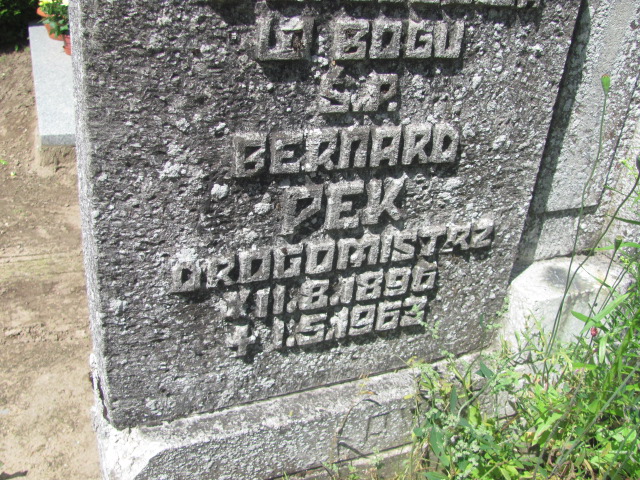 BOGU
Ś.P.
BERNARD
PEK
DROGOMISTRZ
* 11.8.1896
+ 1.5.1963